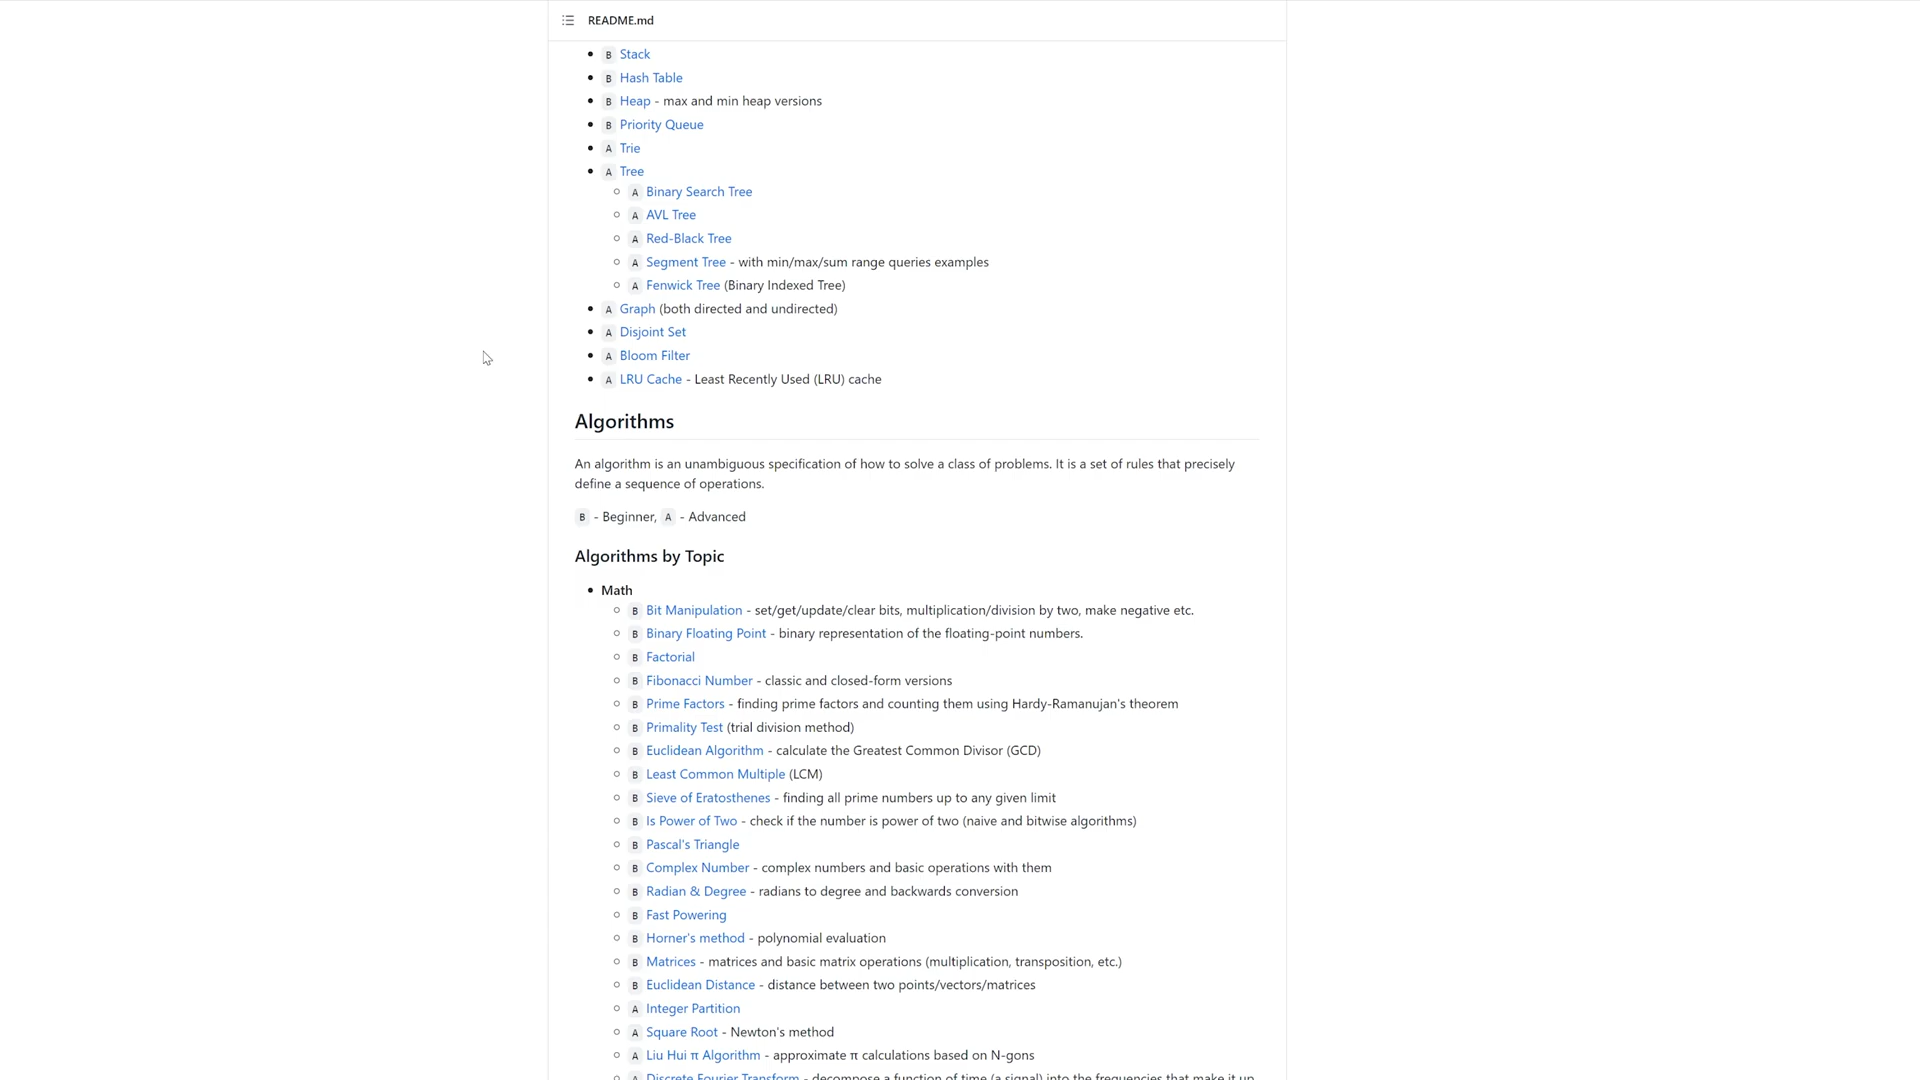 README.md
B Stack
B Hash Table
B Heap - max and min heap versions
B Priority Queue
A Trie
A Tree
A Binary Search Tree
A AVL Tree
A Red-Black Tree
A Segment Tree - with min/max/sum range queries examples
A Fenwick Tree (Binary Indexed Tree)
A Graph (both directed and undirected)
A Disjoint Set
A Bloom Filter
A LRU Cache - Least Recently Used (LRU) cache
Algorithms
An algorithm is an unambiguous specification of how to solve a class of problems. It is a set of rules that precisely
define a sequence of operations.
B - Beginner, A - Advanced
Algorithms by Topic
Math
B Bit Manipulation - set/get/update/clear bits, multiplication/division by two, make negative etc.
B Binary Floating Point - binary representation of the floating-point numbers.
B Factorial
B Fibonacci Number - classic and closed-form versions
B Prime Factors - finding prime factors and counting them using Hardy-Ramanujan's theorem
B Primality Test (trial division method)
B Euclidean Algorithm - calculate the Greatest Common Divisor (GCD)
B Least Common Multiple (LCM)
B Sieve of Eratosthenes - finding all prime numbers up to any given limit
B Is Power of Two - check if the number is power of two (naive and bitwise algorithms)
B Pascal's Triangle
B Complex Number - complex numbers and basic operations with them
B Radian & Degree - radians to degree and backwards conversion
B Fast Powering
B Horner's method - polynomial evaluation
B Matrices - matrices and basic matrix operations (multiplication, transposition, etc.)
B Euclidean Distance - distance between two points/vectors/matrices
A Integer Partition
A Square Root - Newton's method
A Liu Hui π Algorithm - approximate π calculations based on N-gons
A Discrete Fourier Transform - decompose a function of time (a signal) into the frequencies that make it up